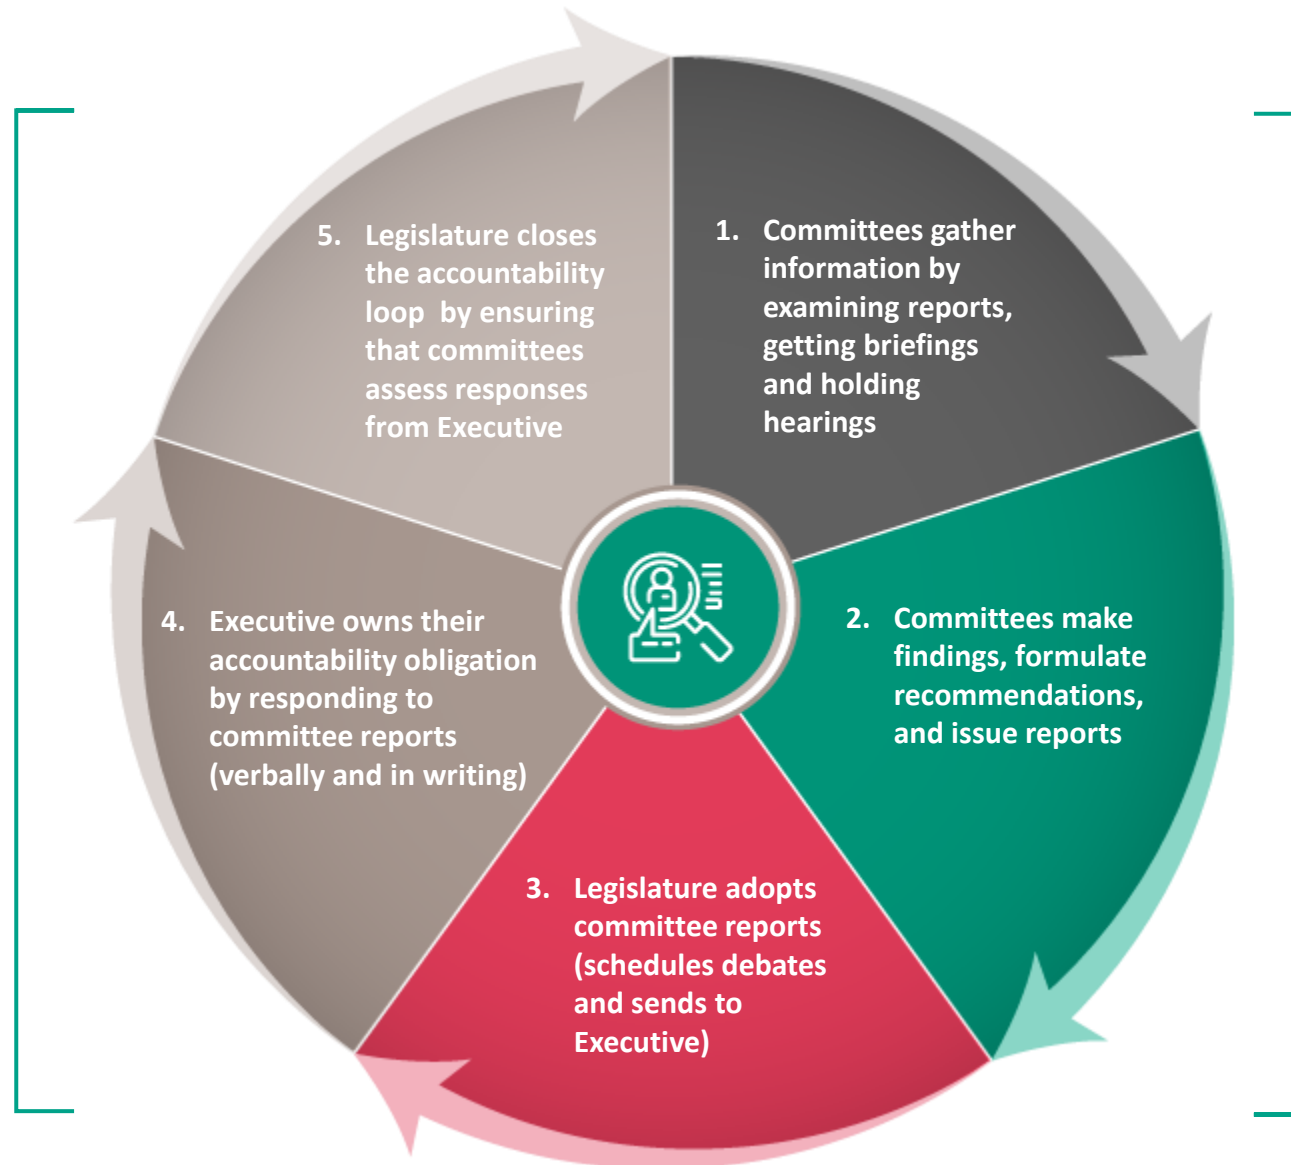 1. Committees gather
information by
examining reports,
getting briefings
and holding
hearings
2. Committees make
findings, formulate
recommendations,
and issue reports
3. Legislature adopts
committee reports
(schedules debates
and sends to
Executive)
4. Executive owns their
accountability obligation
by responding to
committee reports
(verbally and in writing)
5. Legislature closes
the accountability
loop by ensuring
that committees
assess responses
from Executive